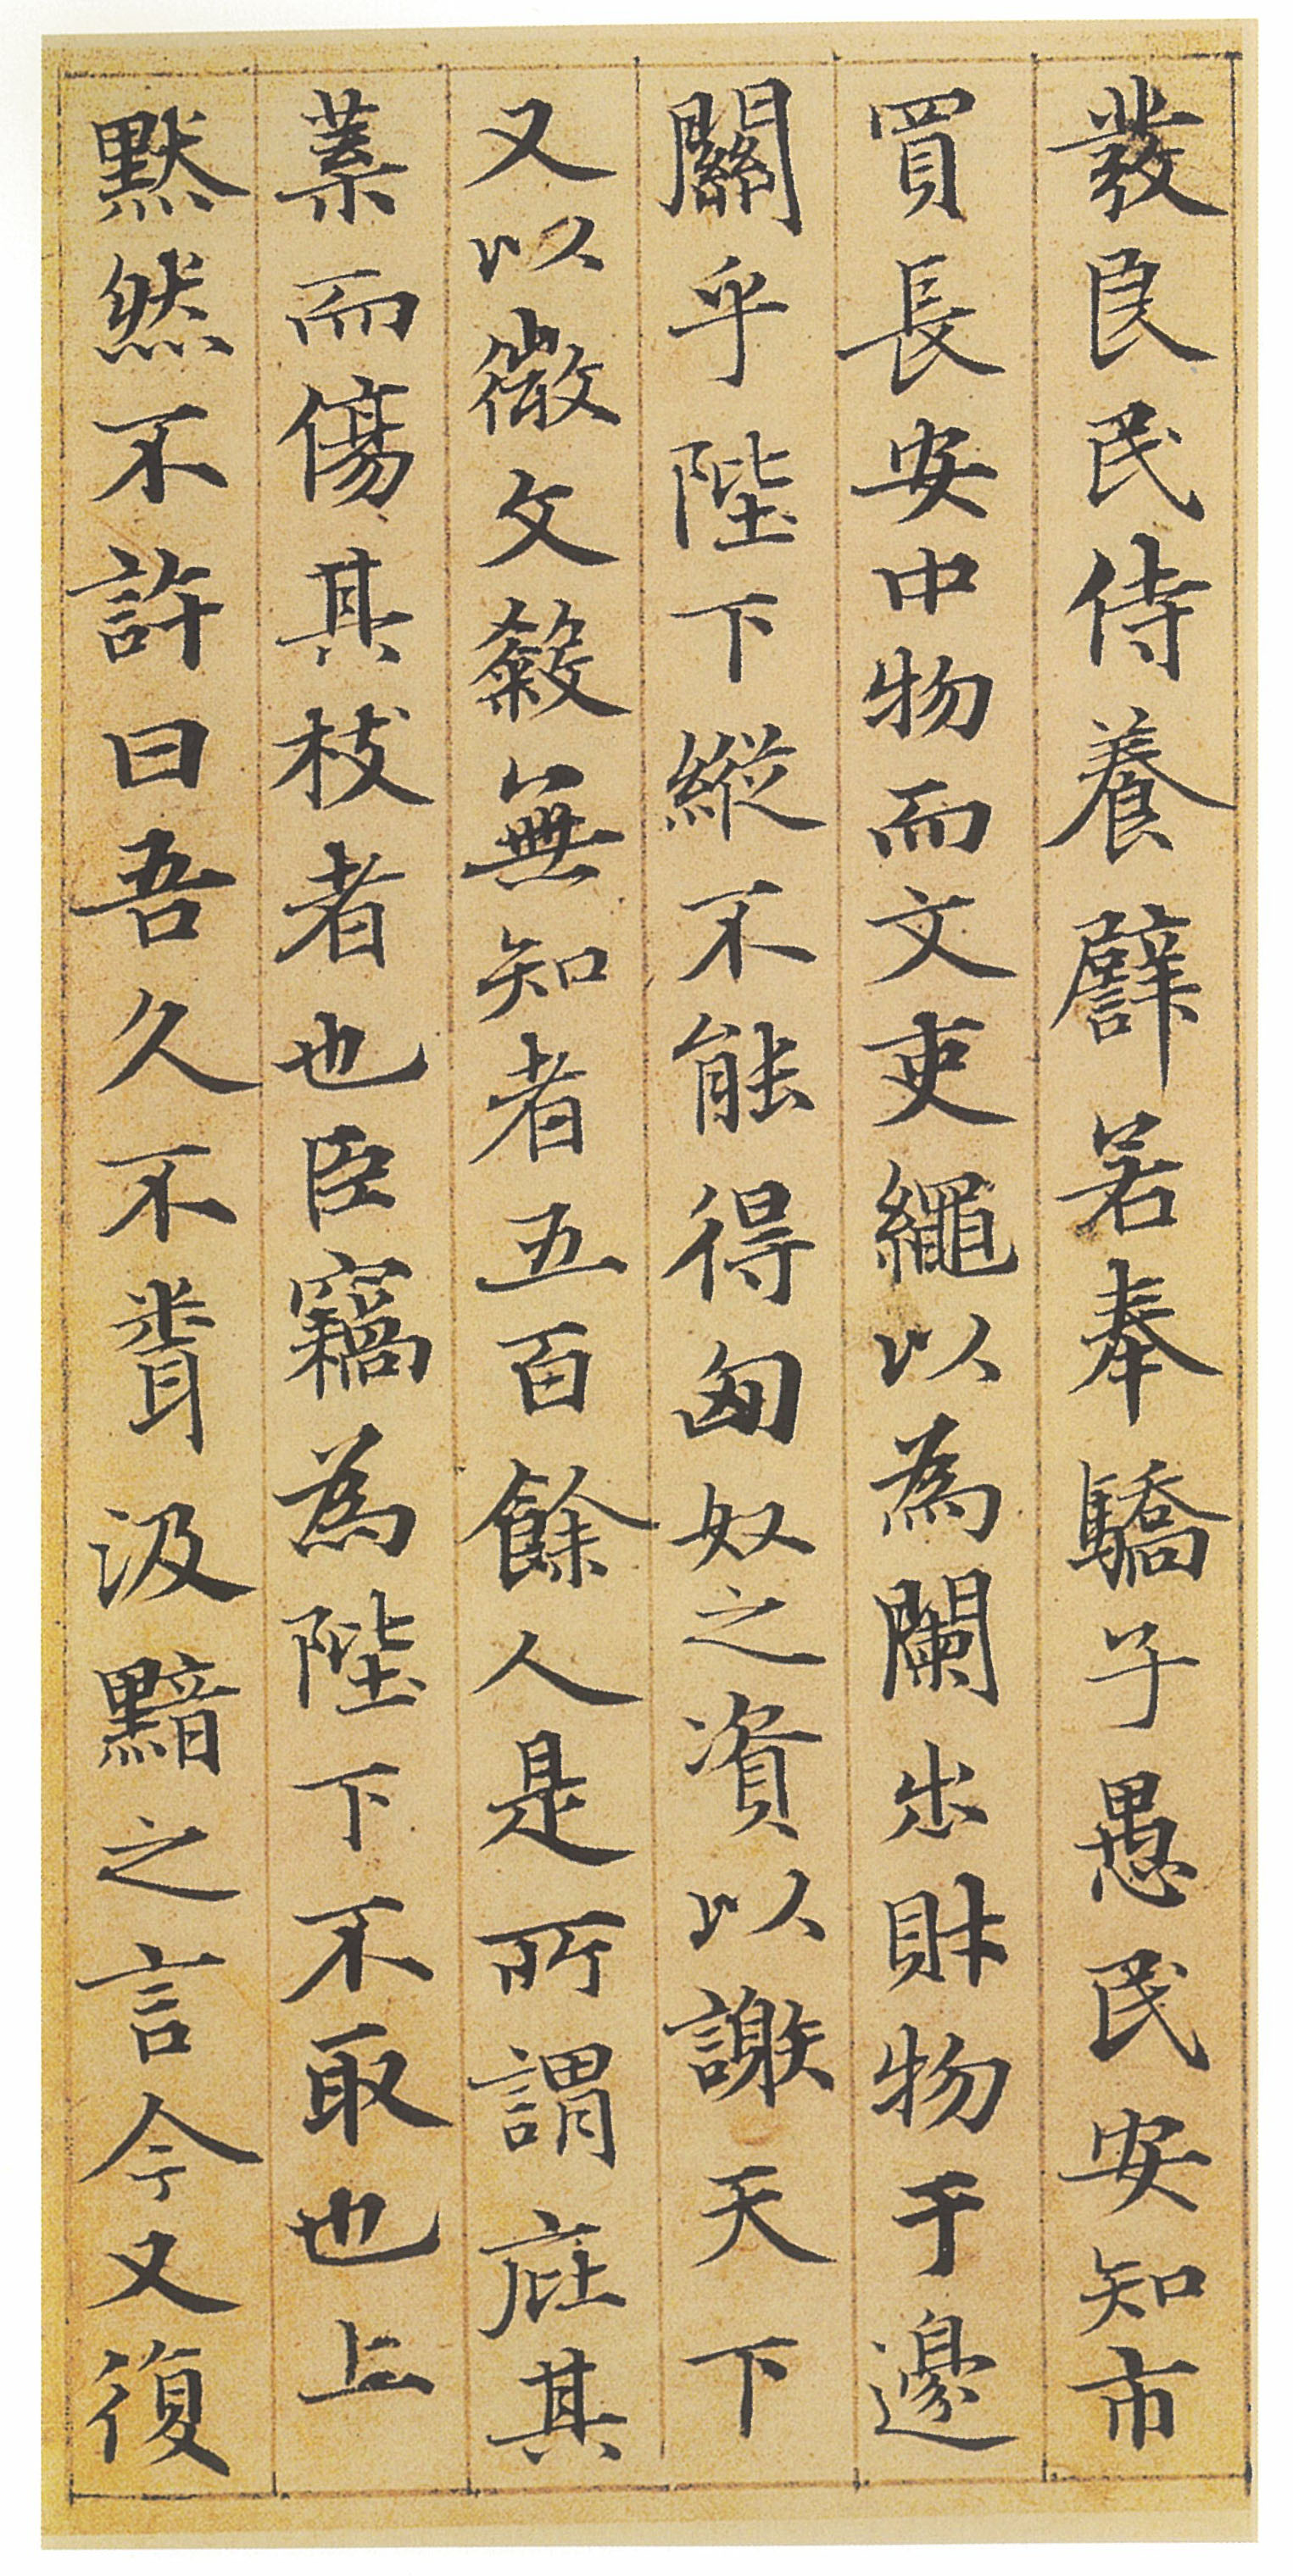 發良民侍養譬若奉驕子愚民安知市
買長安中物而文吏繩以為闌出財物于邊
關乎陛下縱不能得匈奴之資以謝天下
又以微文殺無知者五百餘人是所謂庇其
葉而傷其枝者也臣竊為陛下不取也上
默然不許曰吾久不聞汲黯之言今又復